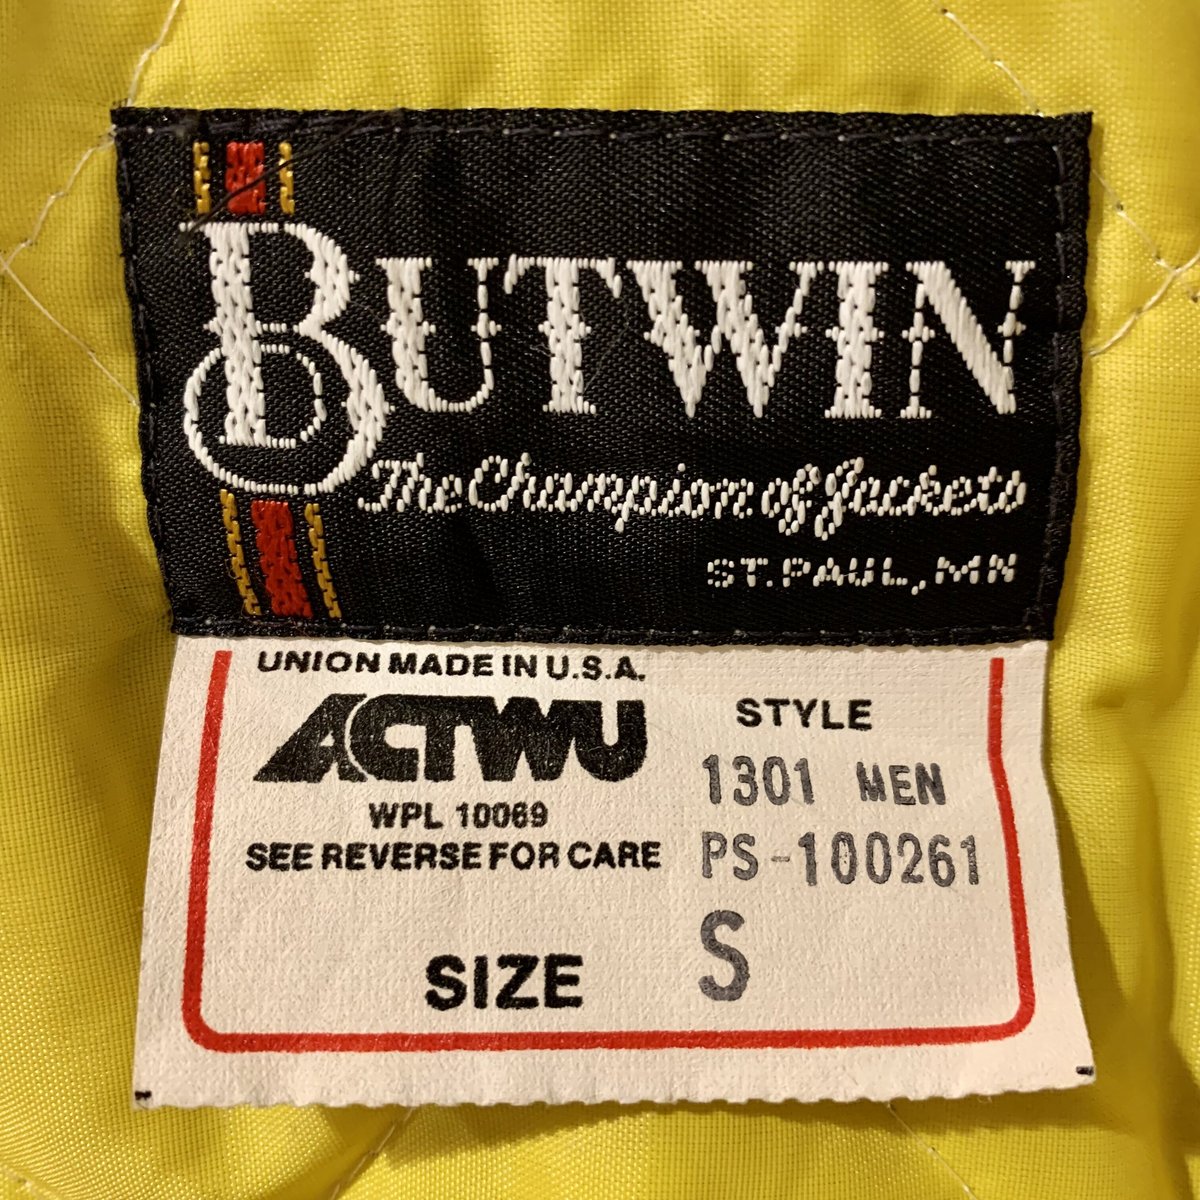 BUTWIN
The Champion of Jackets
ST. PAUL, MN
UNION MADE IN U.S.A.
ACTWU
WPL 10069
SEE REVERSE FOR CARE
STYLE
1301 MEN
PS-100261
SIZE S